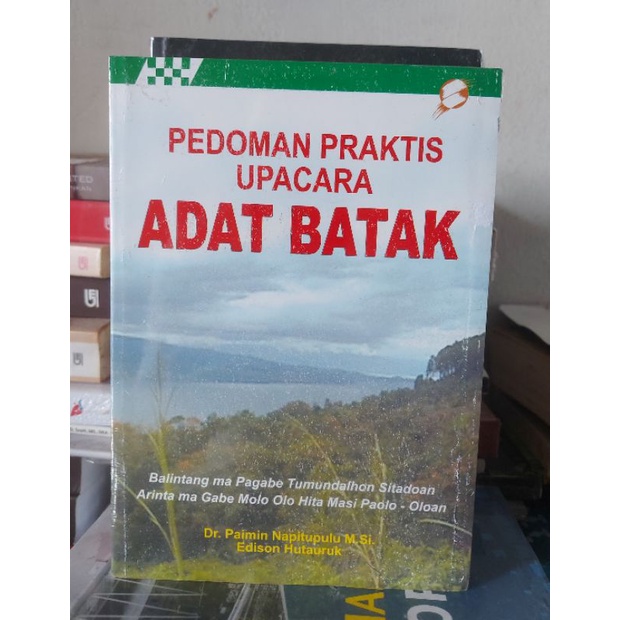 PEDOMAN PRAKTIS
UPACARA
ADAT BATAK
Balintang ma Pagabe Tumundalhon Sitadoan
Arinta ma Gabe Molo Olo Hita Masi Paolo - Oloan
Dr. Paimin Napitupulu M.Si.
Edison Hutauruk